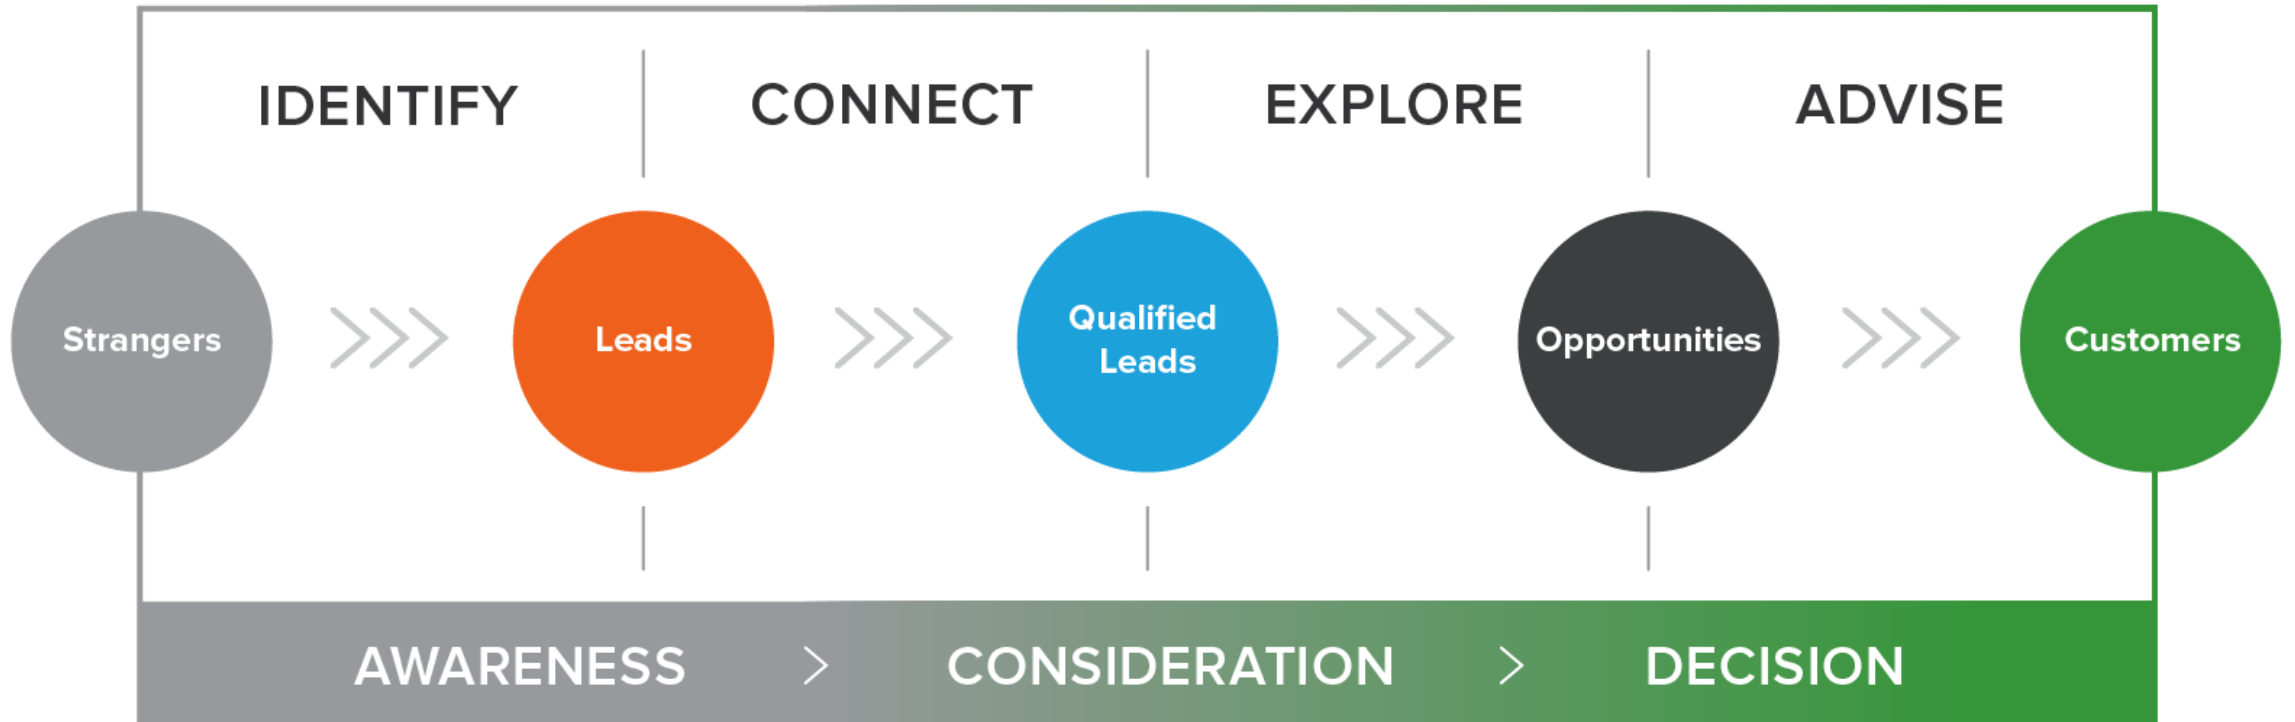 IDENTIFY
CONNECT
EXPLORE
ADVISE
Strangers
Leads
Qualified
Leads
Opportunities
Customers
AWARENESS > CONSIDERATION > DECISION